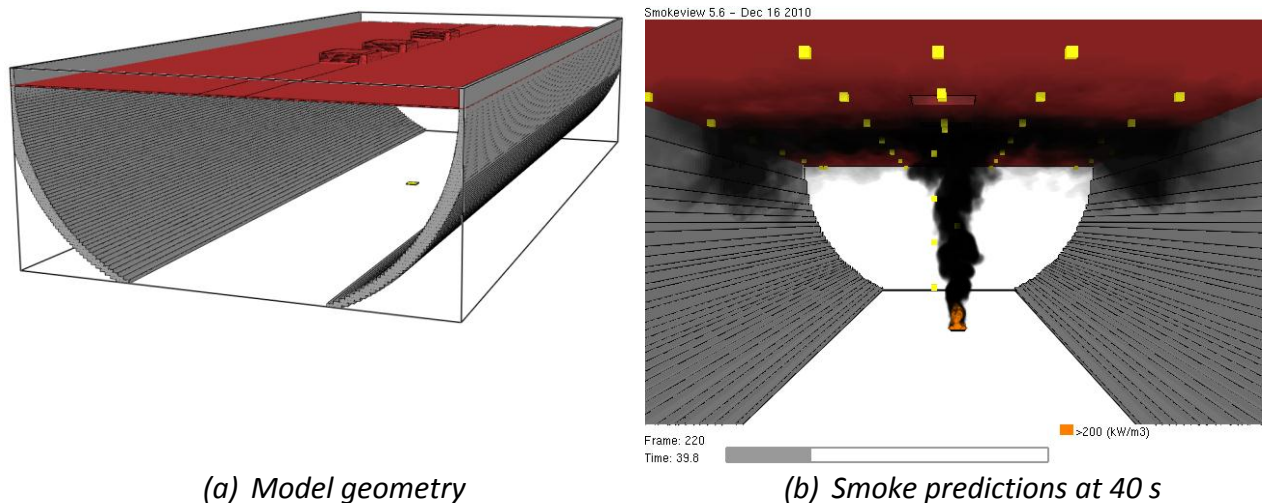 Smokeview 5.6 – Dec 16 2010
>200 (kW/m3)
Frame: 220
Time: 39.8
(a) Model geometry
(b) Smoke predictions at 40 s